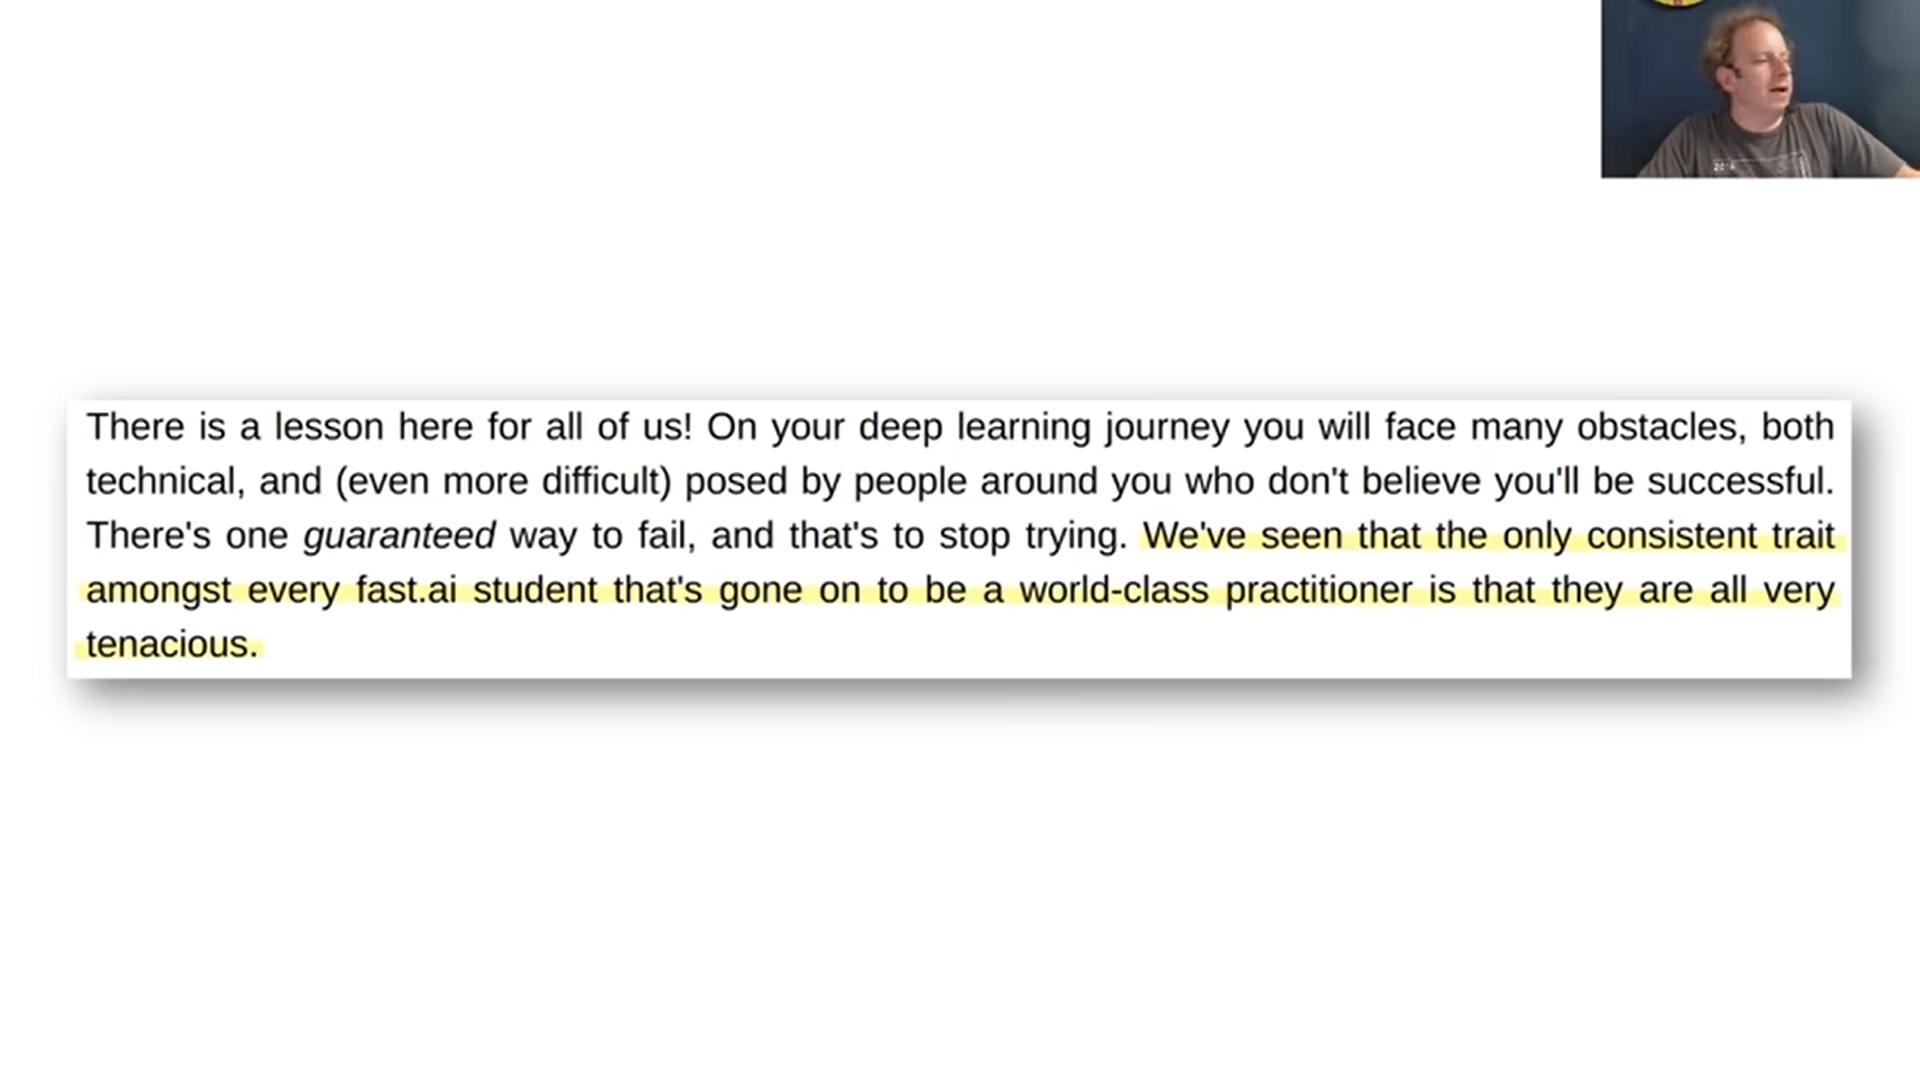 There is a lesson here for all of us! On your deep learning journey you will face many obstacles, both
technical, and (even more difficult) posed by people around you who don't believe you'll be successful.
There's one guaranteed way to fail, and that's to stop trying. We've seen that the only consistent trait
amongst every fast.ai student that's gone on to be a world-class practitioner is that they are all very
tenacious.